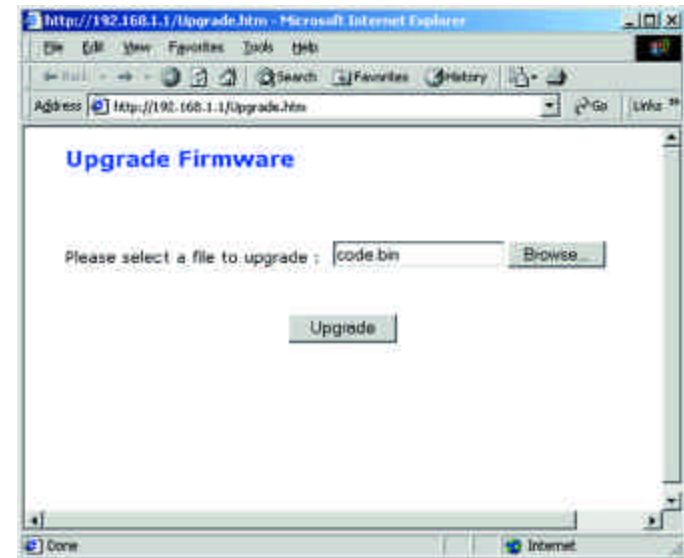 http://192.168.1.1/Upgrade.htm - Microsoft Internet Explorer
File Edit View Favorites Tools Help
Search Favorites History
Address http://192.168.1.1/Upgrade.htm Go Links »
Upgrade Firmware
Please select a file to upgrade : code.bin Browse...
Upgrade
Done Internet